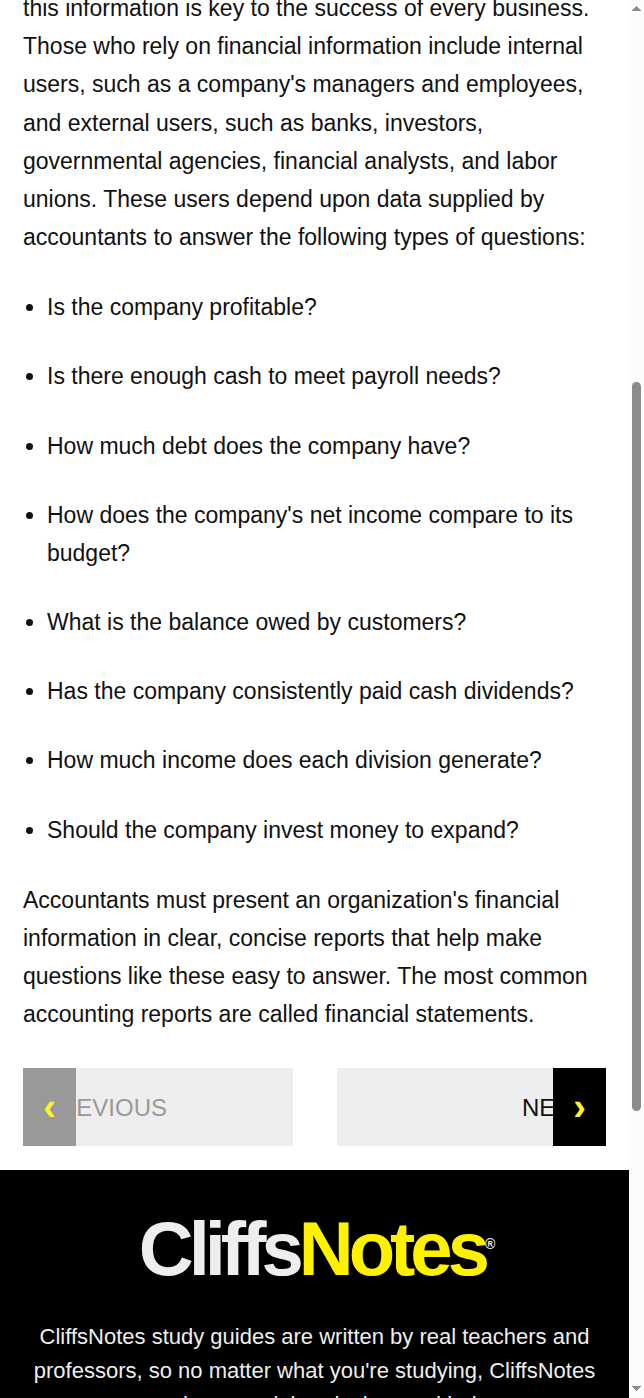 this information is key to the success of every business.
Those who rely on financial information include internal
users, such as a company's managers and employees,
and external users, such as banks, investors,
governmental agencies, financial analysts, and labor
unions. These users depend upon data supplied by
accountants to answer the following types of questions:
• Is the company profitable?
• Is there enough cash to meet payroll needs?
• How much debt does the company have?
• How does the company's net income compare to its
budget?
• What is the balance owed by customers?
• Has the company consistently paid cash dividends?
• How much income does each division generate?
• Should the company invest money to expand?
Accountants must present an organization's financial
information in clear, concise reports that help make
questions like these easy to answer. The most common
accounting reports are called financial statements.
‹ EVIOUS
NE ›
CliffsNotes®
CliffsNotes study guides are written by real teachers and
professors, so no matter what you're studying, CliffsNotes